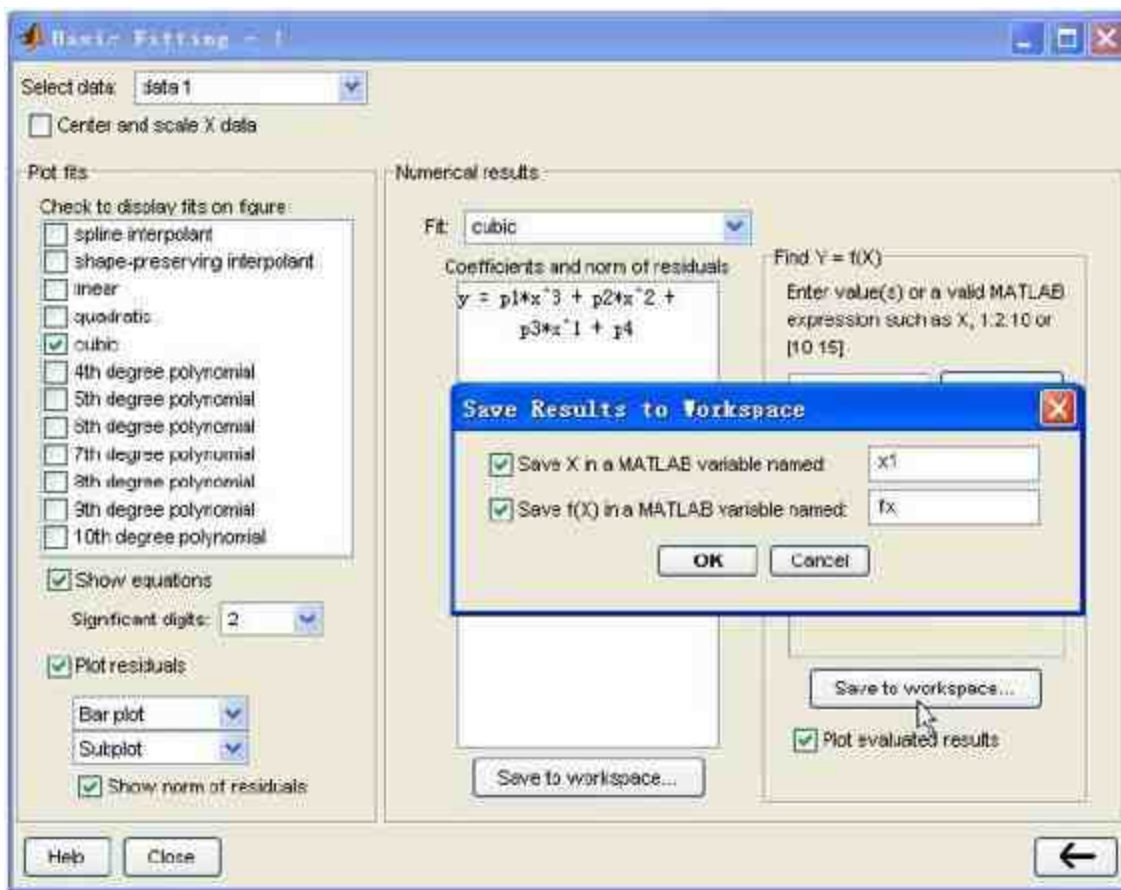 Basic Fitting - 1
Select data: data 1
Center and scale X data
Plot fits
Check to display fits on figure
spline interpolant
shape-preserving interpolant
linear
quadratic
cubic
4th degree polynomial
5th degree polynomial
6th degree polynomial
7th degree polynomial
8th degree polynomial
9th degree polynomial
10th degree polynomial
Show equations
Significant digits: 2
Plot residuals
Bar plot
Subplot
Show norm of residuals
Numerical results
Fit: cubic
Coefficients and norm of residuals
y = p1*x^3 + p2*x^2 +
p3*x^1 + p4
Save to workspace...
Find Y = f(X)
Enter value(s) or a valid MATLAB
expression such as X, 1:2:10 or
[10 15]
Save Results to Workspace
Save X in a MATLAB variable named: x1
Save f(X) in a MATLAB variable named: fx
OK Cancel
Save to workspace...
Plot evaluated results
Help Close